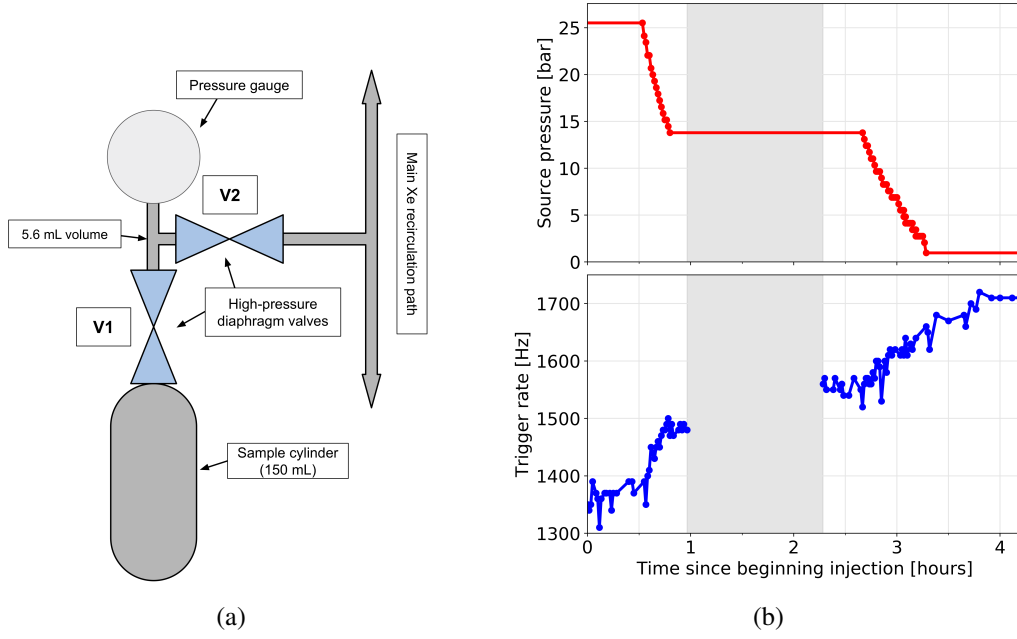 Pressure gauge
V2
5.6 mL volume
Main Xe recirculation path
V1
High-pressure
diaphragm valves
Sample cylinder
(150 mL)
(a)
Source pressure [bar]
25
20
15
10
5
0
Trigger rate [Hz]
1700
1600
1500
1400
1300
0 1 2 3 4
Time since beginning injection [hours]
(b)